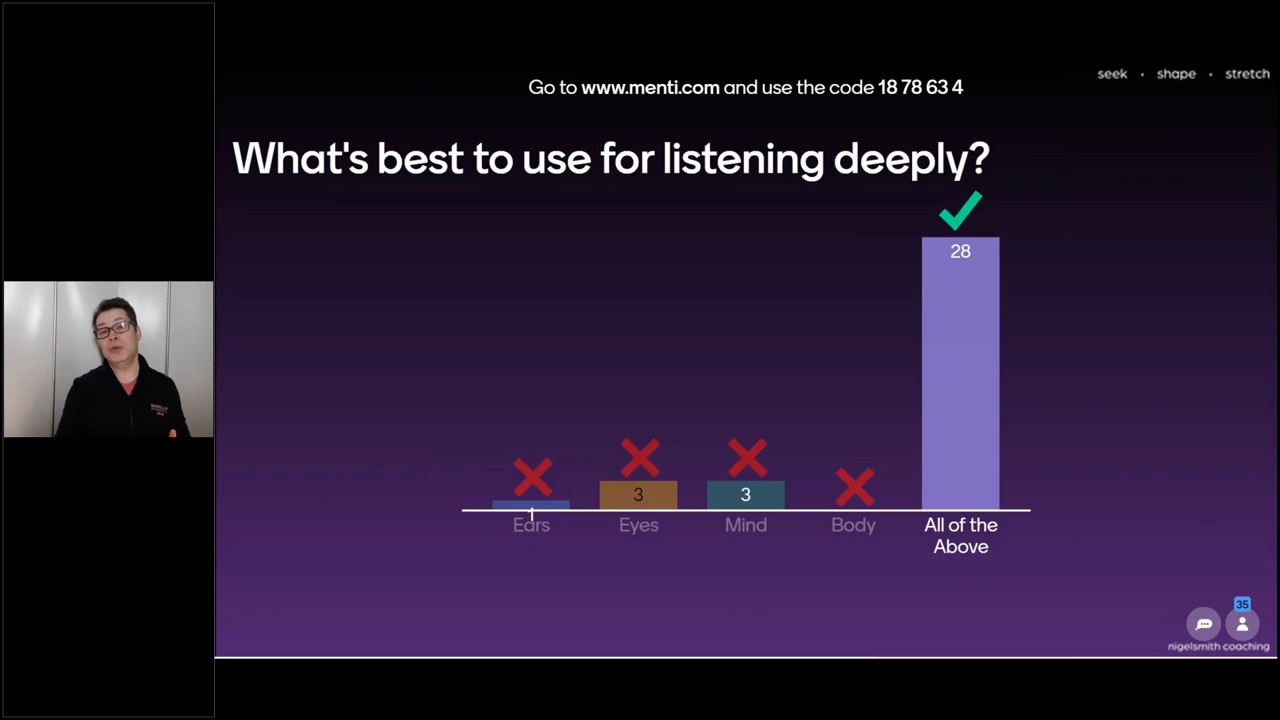 Go to www.menti.com and use the code 18 78 63 4
seek · shape · stretch
What's best to use for listening deeply?
28
3
3
1
Ears
Eyes
Mind
Body
All of the
Above
35
nigelsmith coaching